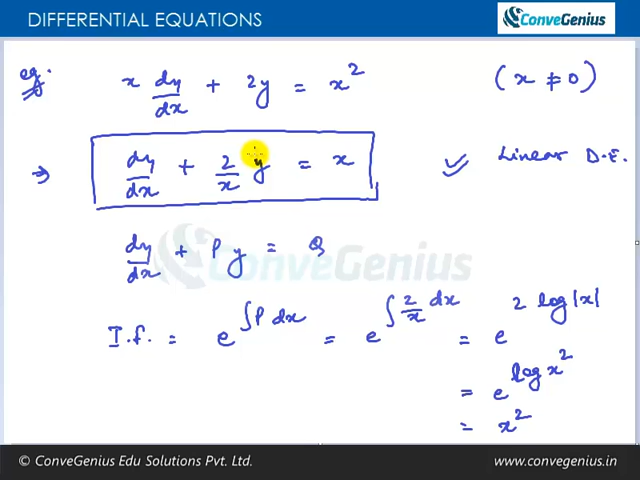 DIFFERENTIAL EQUATIONS
ConveGenius
eg. x dy/dx + 2y = x² (x ≠ 0)
⇒ dy/dx + 2/x y = x ✓ Linear D.E.
dy/dx + P y = Q
ConveGenius
I.f. = e^∫P dx = e^∫2/x dx = e^2 log|x|
= e^log x²
= x²
© ConveGenius Edu Solutions Pvt. Ltd. www.convegenius.in